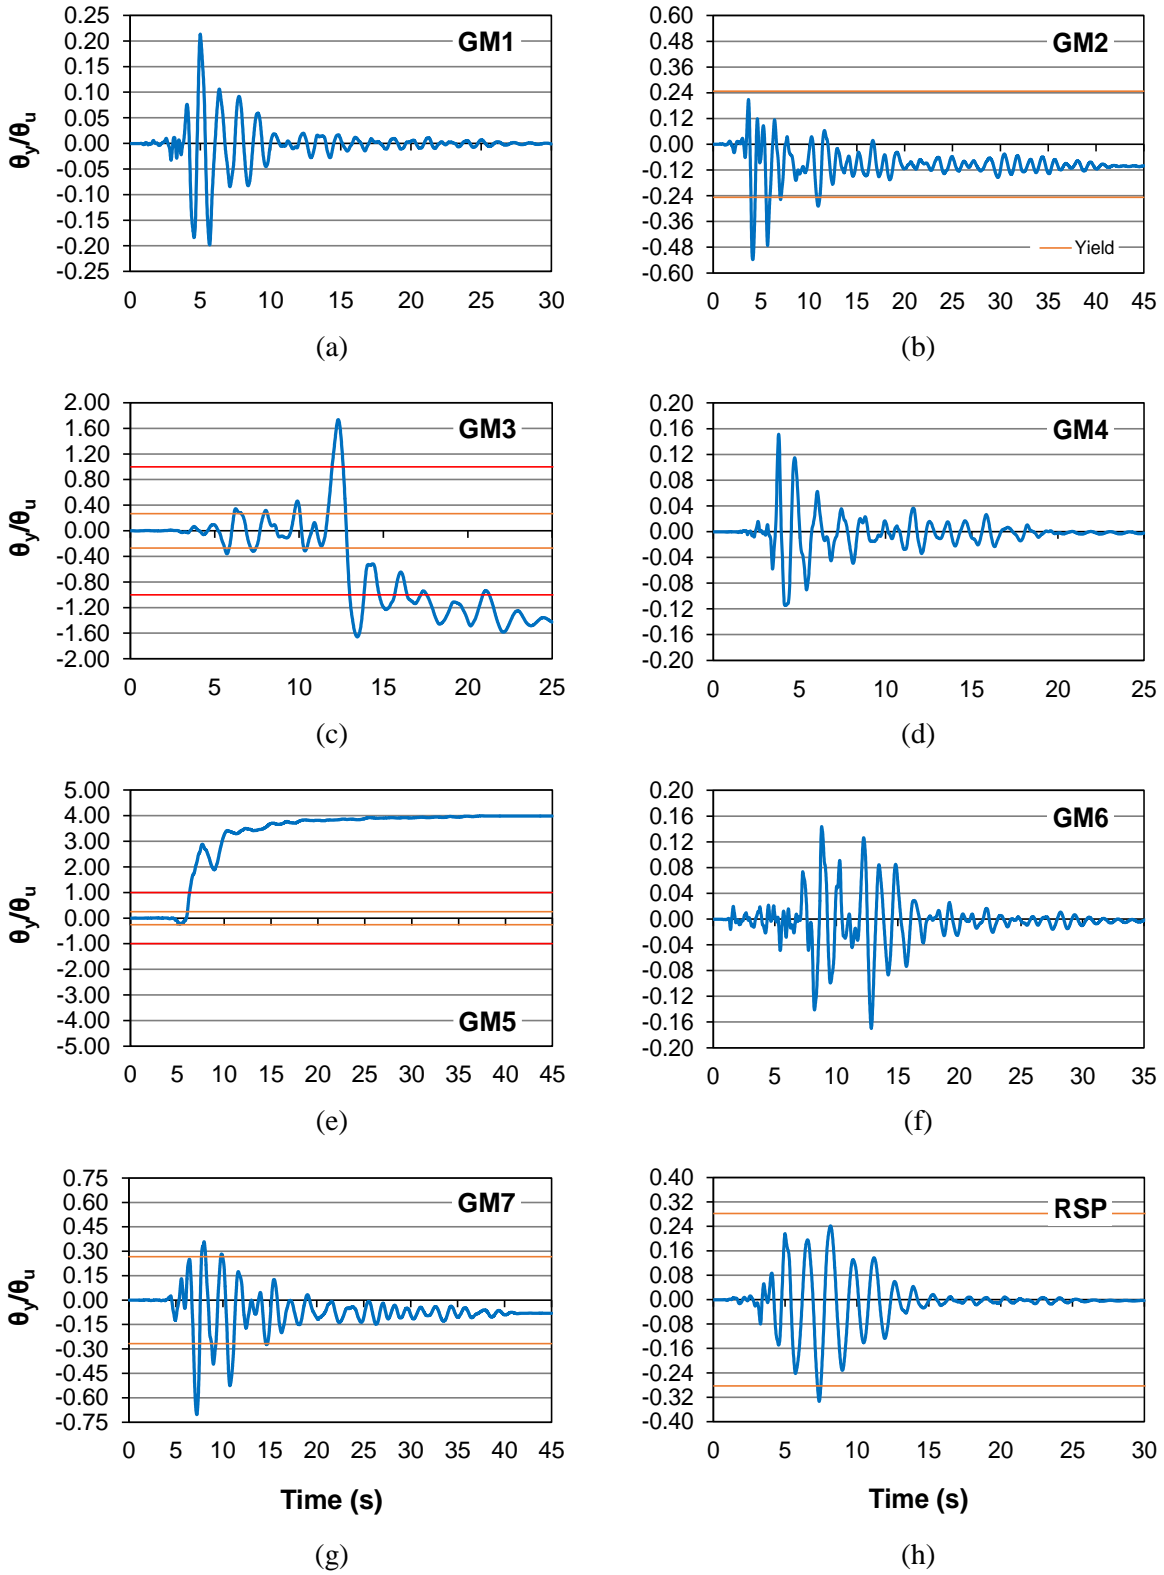 GM1
θy/θu
0.25
0.20
0.15
0.10
0.05
0.00
-0.05
-0.10
-0.15
-0.20
-0.25
0 5 10 15 20 25 30
(a)
GM2
0.60
0.48
0.36
0.24
0.12
0.00
-0.12
-0.24
-0.36
-0.48
-0.60
Yield
0 5 10 15 20 25 30 35 40 45
(b)
GM3
θy/θu
2.00
1.60
1.20
0.80
0.40
0.00
-0.40
-0.80
-1.20
-1.60
-2.00
0 5 10 15 20 25
(c)
GM4
0.20
0.16
0.12
0.08
0.04
0.00
-0.04
-0.08
-0.12
-0.16
-0.20
0 5 10 15 20 25
(d)
θy/θu
5.00
4.00
3.00
2.00
1.00
0.00
-1.00
-2.00
-3.00
-4.00
-5.00
GM5
0 5 10 15 20 25 30 35 40 45
(e)
GM6
0.20
0.16
0.12
0.08
0.04
0.00
-0.04
-0.08
-0.12
-0.16
-0.20
0 5 10 15 20 25 30 35
(f)
GM7
θy/θu
0.75
0.60
0.45
0.30
0.15
0.00
-0.15
-0.30
-0.45
-0.60
-0.75
0 5 10 15 20 25 30 35 40 45
Time (s)
(g)
RSP
0.40
0.32
0.24
0.16
0.08
0.00
-0.08
-0.16
-0.24
-0.32
-0.40
0 5 10 15 20 25 30
Time (s)
(h)